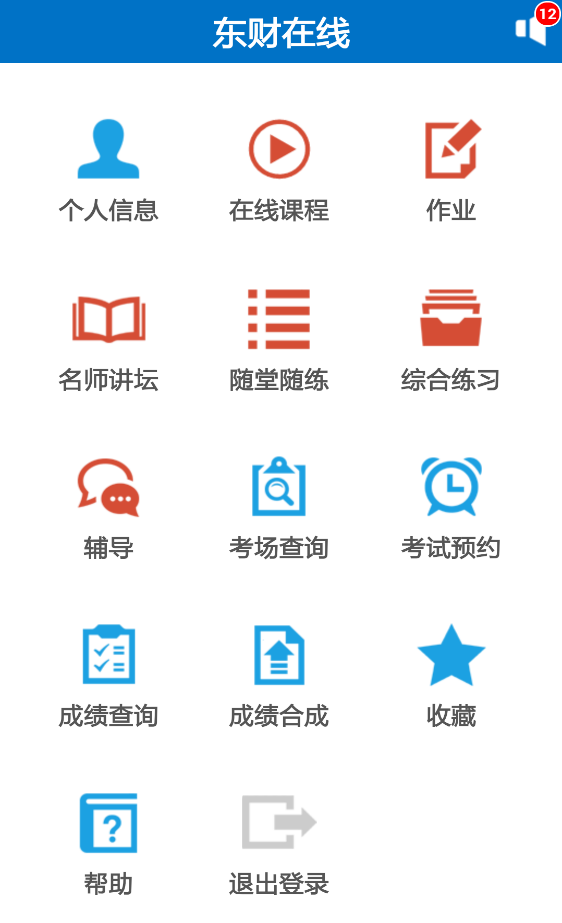 东财在线
12
个人信息
在线课程
作业
名师讲坛
随堂随练
综合练习
辅导
考场查询
考试预约
成绩查询
成绩合成
收藏
?
帮助
退出登录